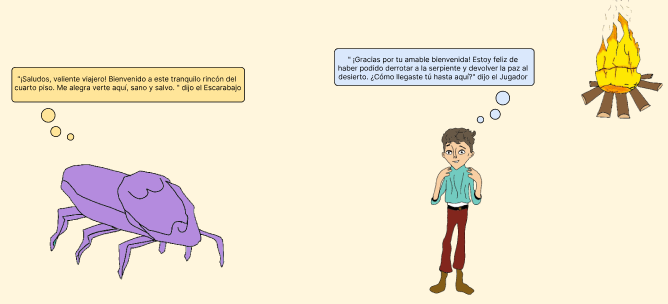 "¡Saludos, valiente viajero! Bienvenido a este tranquilo rincón del
cuarto piso. Me alegra verte aquí, sano y salvo. " dijo el Escarabajo
" ¡Gracias por tu amable bienvenida! Estoy feliz de
haber podido derrotar a la serpiente y devolver la paz al
desierto. ¿Cómo llegaste tú hasta aquí?" dijo el Jugador